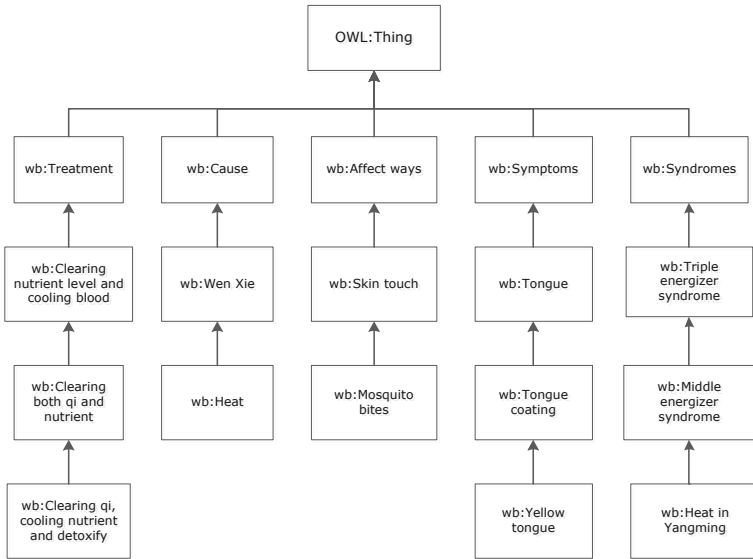 OWL:Thing
wb:Treatment
wb:Cause
wb:Affect ways
wb:Symptoms
wb:Syndromes
wb:Clearing
nutrient level and
cooling blood
wb:Wen Xie
wb:Skin touch
wb:Tongue
wb:Triple
energizer
syndrome
wb:Clearing
both qi and
nutrient
wb:Heat
wb:Mosquito
bites
wb:Tongue
coating
wb:Middle
energizer
syndrome
wb:Clearing qi,
cooling nutrient
and detoxify
wb:Yellow
tongue
wb:Heat in
Yangming